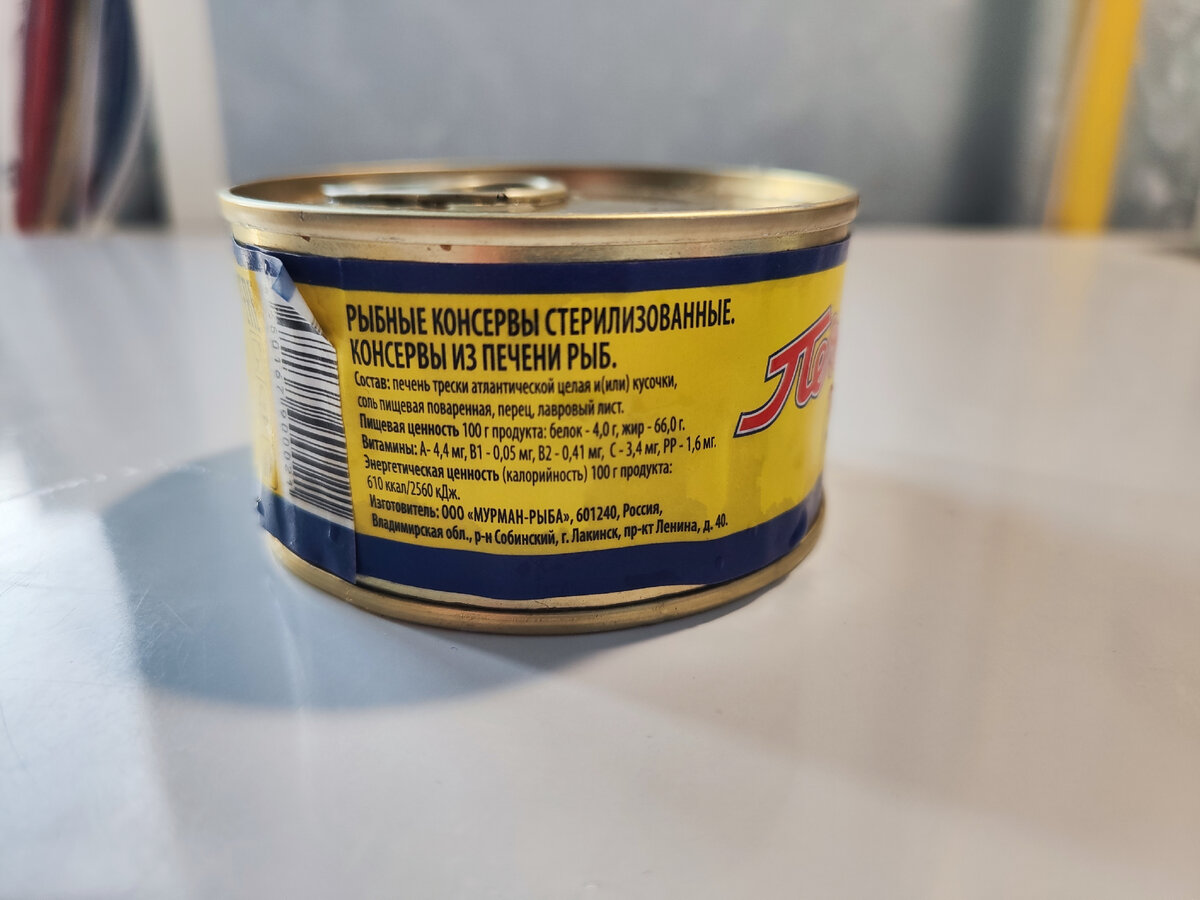 РЫБНЫЕ КОНСЕРВЫ СТЕРИЛИЗОВАННЫЕ.
КОНСЕРВЫ ИЗ ПЕЧЕНИ РЫБ.
Состав: печень трески атлантической целая и(или) кусочки,
соль пищевая поваренная, перец, лавровый лист.
Пищевая ценность 100 г продукта: белок - 4,0 г, жир - 66,0 г.
Витамины: А- 4,4 мг, В1 - 0,05 мг, В2 - 0,41 мг, С - 3,4 мг, РР - 1,6 мг.
Энергетическая ценность (калорийность) 100 г продукта:
610 ккал/2560 кДж.
Изготовитель: ООО «МУРМАН-РЫБА», 601240, Россия,
Владимирская обл., р-н Собинский, г. Лакинск, пр-кт Ленина, д. 40.